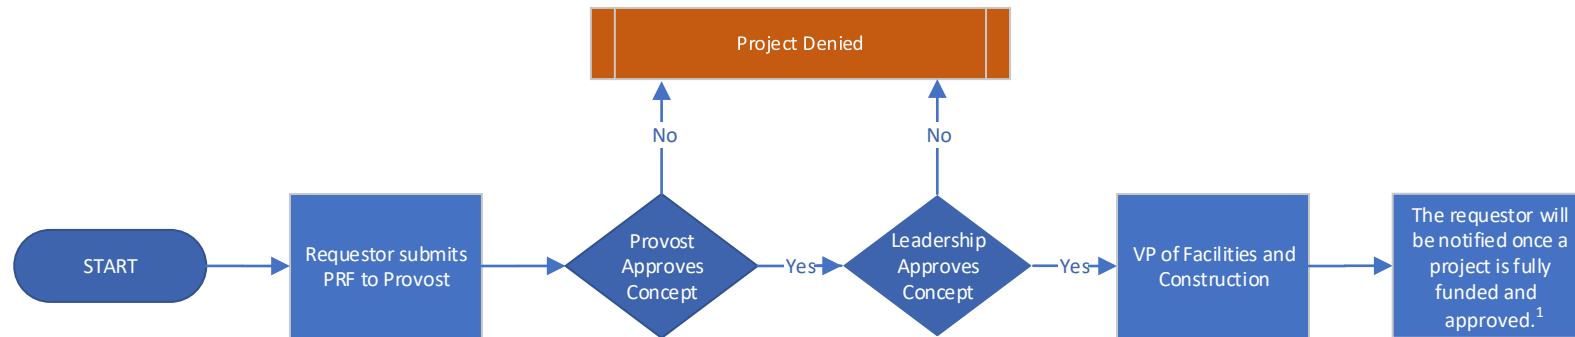 Project Denied
No
No
START
Requestor submits
PRF to Provost
Provost
Approves
Concept
Yes
Leadership
Approves
Concept
Yes
VP of Facilities and
Construction
The requestor will
be notified once a
project is fully
funded and
approved.1